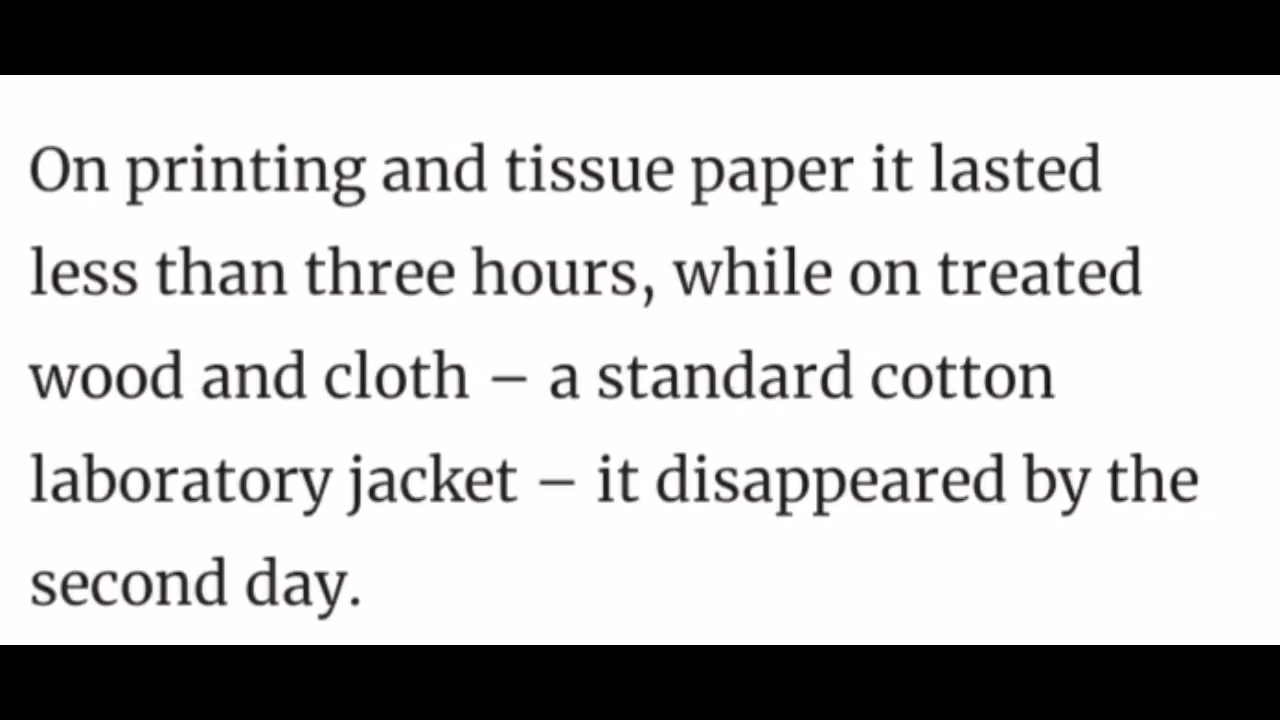 On printing and tissue paper it lasted
less than three hours, while on treated
wood and cloth – a standard cotton
laboratory jacket – it disappeared by the
second day.